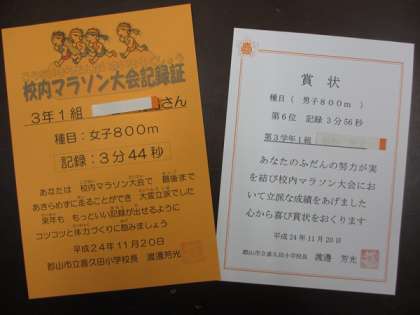 校内マラソン大会記録証
3年1組 さん
種目：女子800m
記録：3分44秒
あなたは 校内マラソン大会で 最後まで
あきらめずに走ることができ 大変立派でした
来年も もっといい記録が出せるように
コツコツと体力づくりに励みましょう
平成24年11月20日
郡山市立喜久田小学校長 渡邊芳光
賞状
種目（ 男子800m ）
第6位 記録 3分56秒
第3学年1組
あなたのふだんの努力が実
を結び校内マラソン大会にお
いて立派な成績をあげました
心から喜び賞状をおくります
平成24年11月20日
郡山市立喜久田小学校長 渡邊 芳光